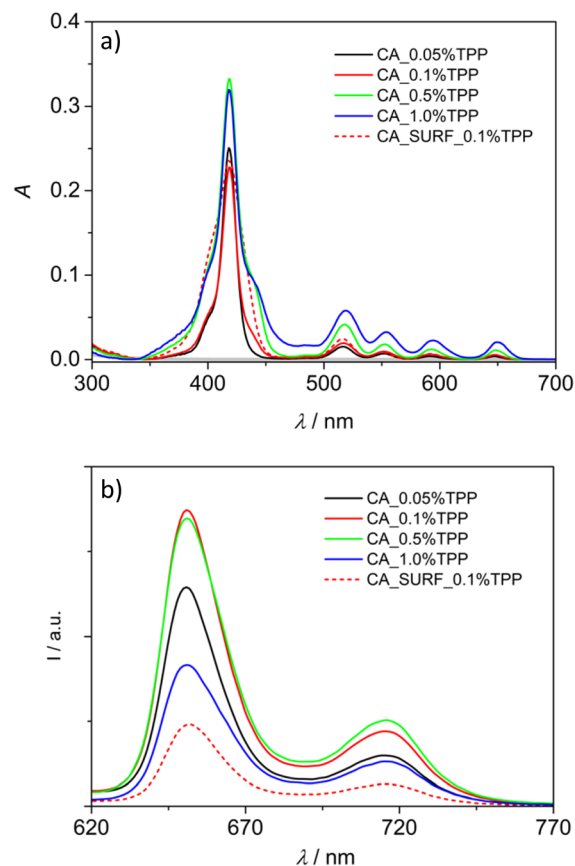 a)
CA_0.05%TPP
CA_0.1%TPP
CA_0.5%TPP
CA_1.0%TPP
CA_SURF_0.1%TPP
A
0.4
0.3
0.2
0.1
0.0
300 400 500 600 700
λ / nm
b)
CA_0.05%TPP
CA_0.1%TPP
CA_0.5%TPP
CA_1.0%TPP
CA_SURF_0.1%TPP
I / a.u.
620 670 720 770
λ / nm